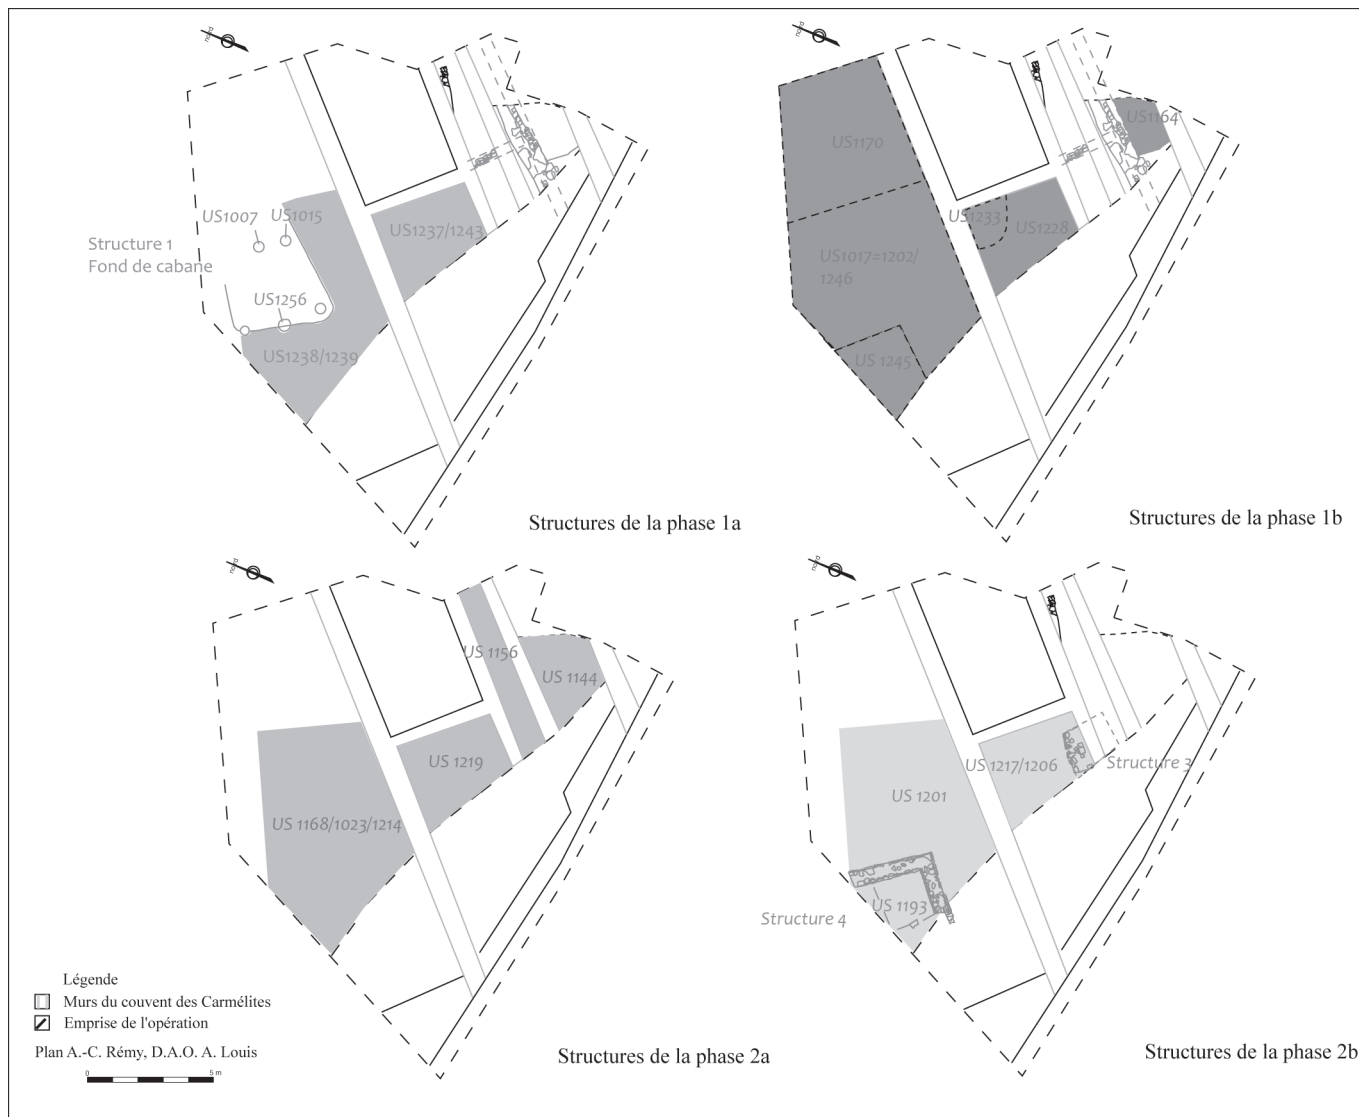 nord
US1007
US1015
Structure 1
Fond de cabane
US1256
US1238/1239
US1237/1243
Structures de la phase 1a
nord
US1170
US1164
US1233
US1228
US1017=1202/
1246
US 1245
Structures de la phase 1b
nord
US 1156
US 1144
US 1219
US 1168/1023/1214
Structures de la phase 2a
nord
US 1217/1206
Structure 3
US 1201
US 1193
Structure 4
Structures de la phase 2b
Légende
Murs du couvent des Carmélites
Emprise de l'opération
Plan A.-C. Rémy, D.A.O. A. Louis
0
5 m